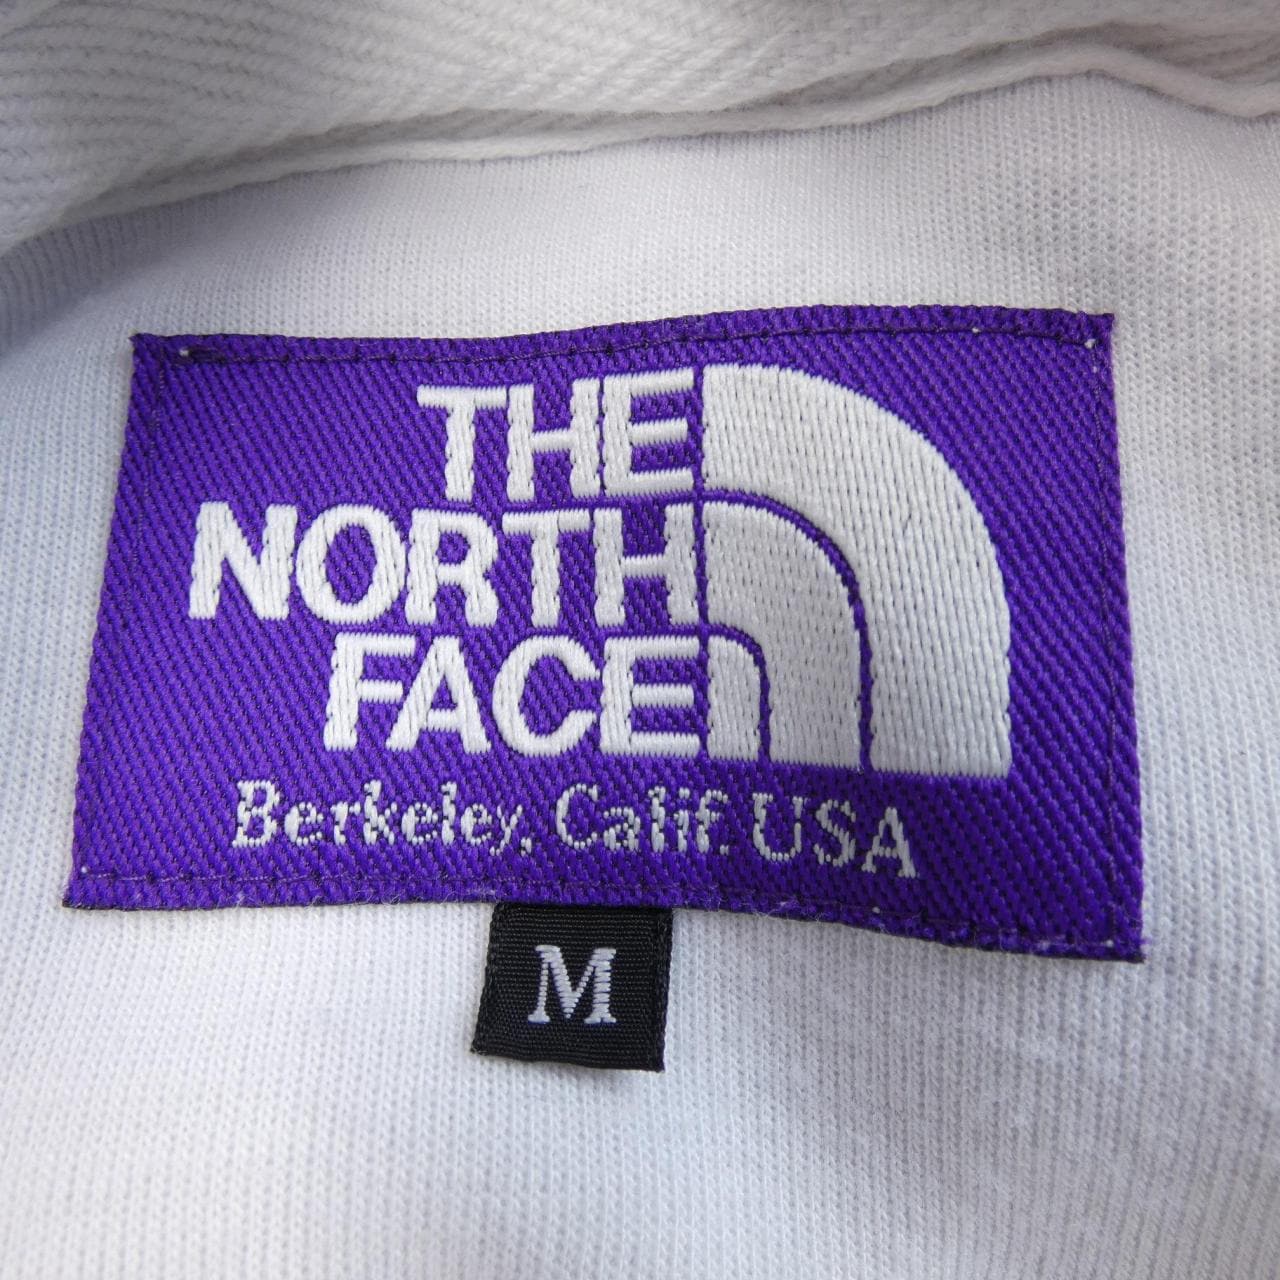 THE
NORTH
FACE
Berkeley, Calif. USA
M